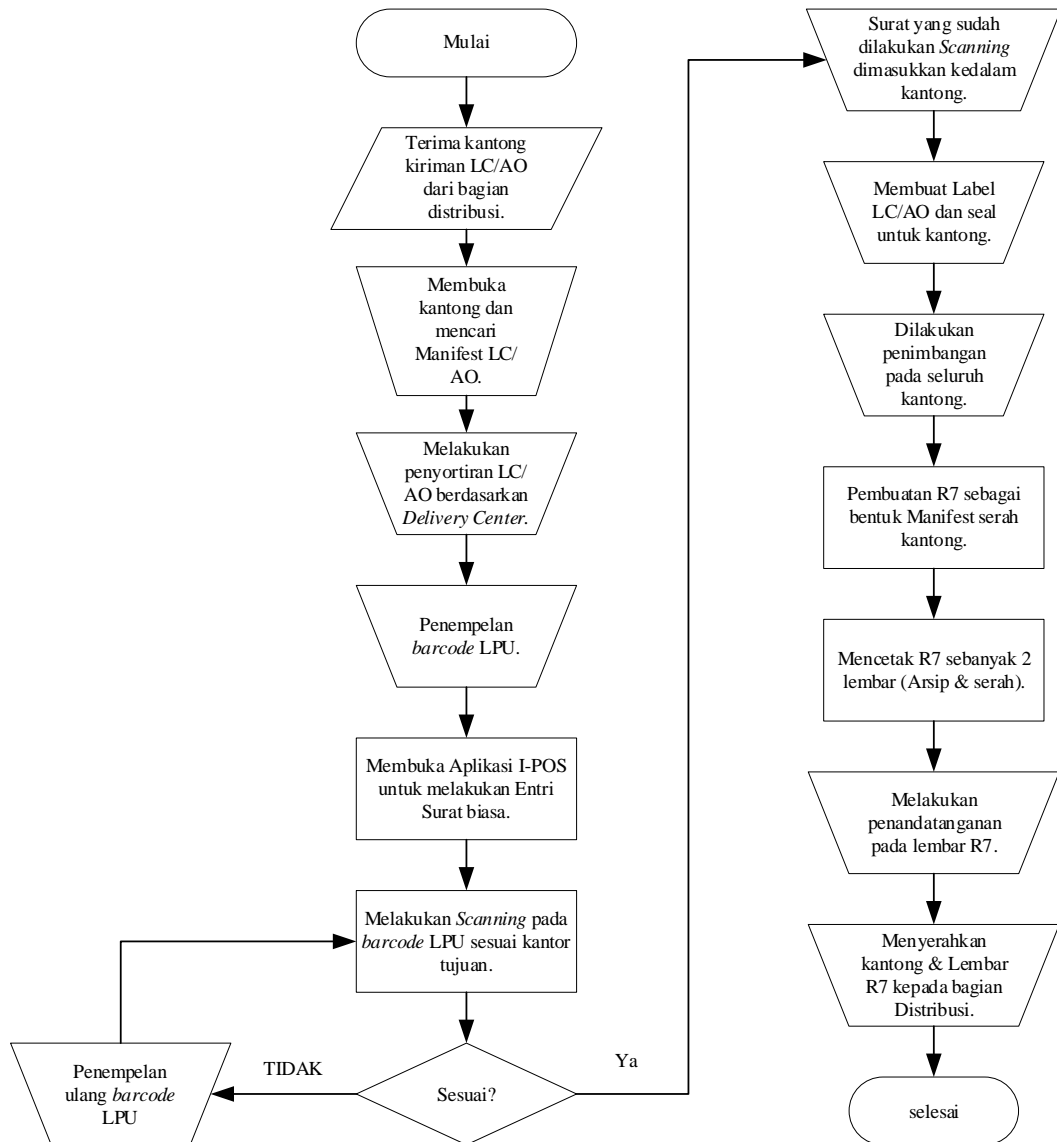 Mulai
Terima kantong
kiriman LC/AO
dari bagian
distribusi.
Membuka
kantong dan
mencari
Manifest LC/
AO.
Melakukan
penyortiran LC/
AO berdasarkan
Delivery Center.
Penempelan
barcode LPU.
Membuka Aplikasi I-POS
untuk melakukan Entri
Surat biasa.
Melakukan Scanning pada
barcode LPU sesuai kantor
tujuan.
Sesuai?
TIDAK
Penempelan
ulang barcode
LPU
Ya
Surat yang sudah
dilakukan Scanning
dimasukkan kedalam
kantong.
Membuat Label
LC/AO dan seal
untuk kantong.
Dilakukan
penimbangan
pada seluruh
kantong.
Pembuatan R7 sebagai
bentuk Manifest serah
kantong.
Mencetak R7 sebanyak 2
lembar (Arsip & serah).
Melakukan
penandatanganan
pada lembar R7.
Menyerahkan
kantong & Lembar
R7 kepada bagian
Distribusi.
selesai